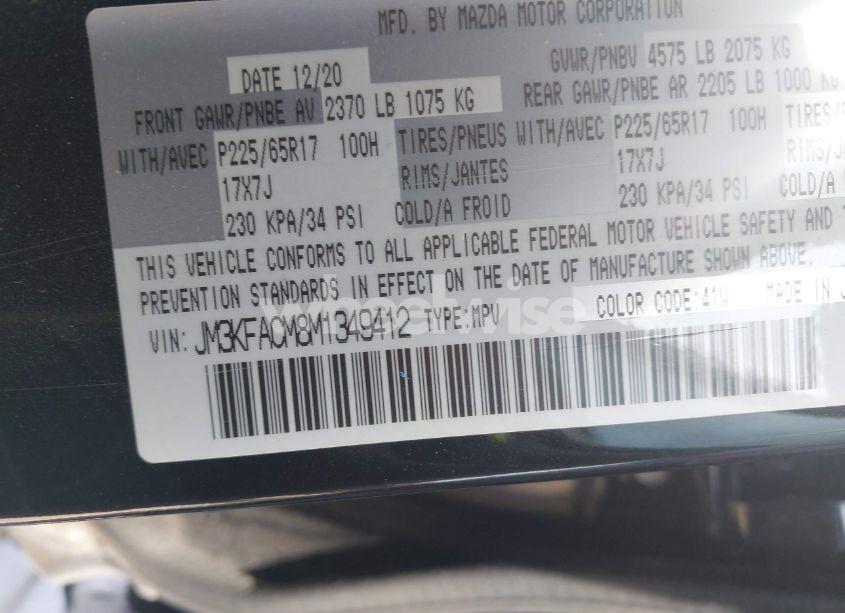 MFD. BY MAZDA MOTOR CORPORATION
DATE 12/20 GVWR/PNBV 4575 LB 2075 KG
FRONT GAWR/PNBE AV 2370 LB 1075 KG REAR GAWR/PNBE AR 2205 LB 1000 KG
WITH/AVEC P225/65R17 100H TIRES/PNEUS WITH/AVEC P225/65R17 100H
17X7J RIMS/JANTES 17X7J
230 KPA/34 PSI COLD/A FROID 230 KPA/34 PSI COLD/A
THIS VEHICLE CONFORMS TO ALL APPLICABLE FEDERAL MOTOR VEHICLE SAFETY AND
PREVENTION STANDARDS IN EFFECT ON THE DATE OF MANUFACTURE SHOWN ABOVE.
wheelwise
COLOR CODE:41W MADE IN
VIN: JM3KFACM8M1349412 TYPE:MPV